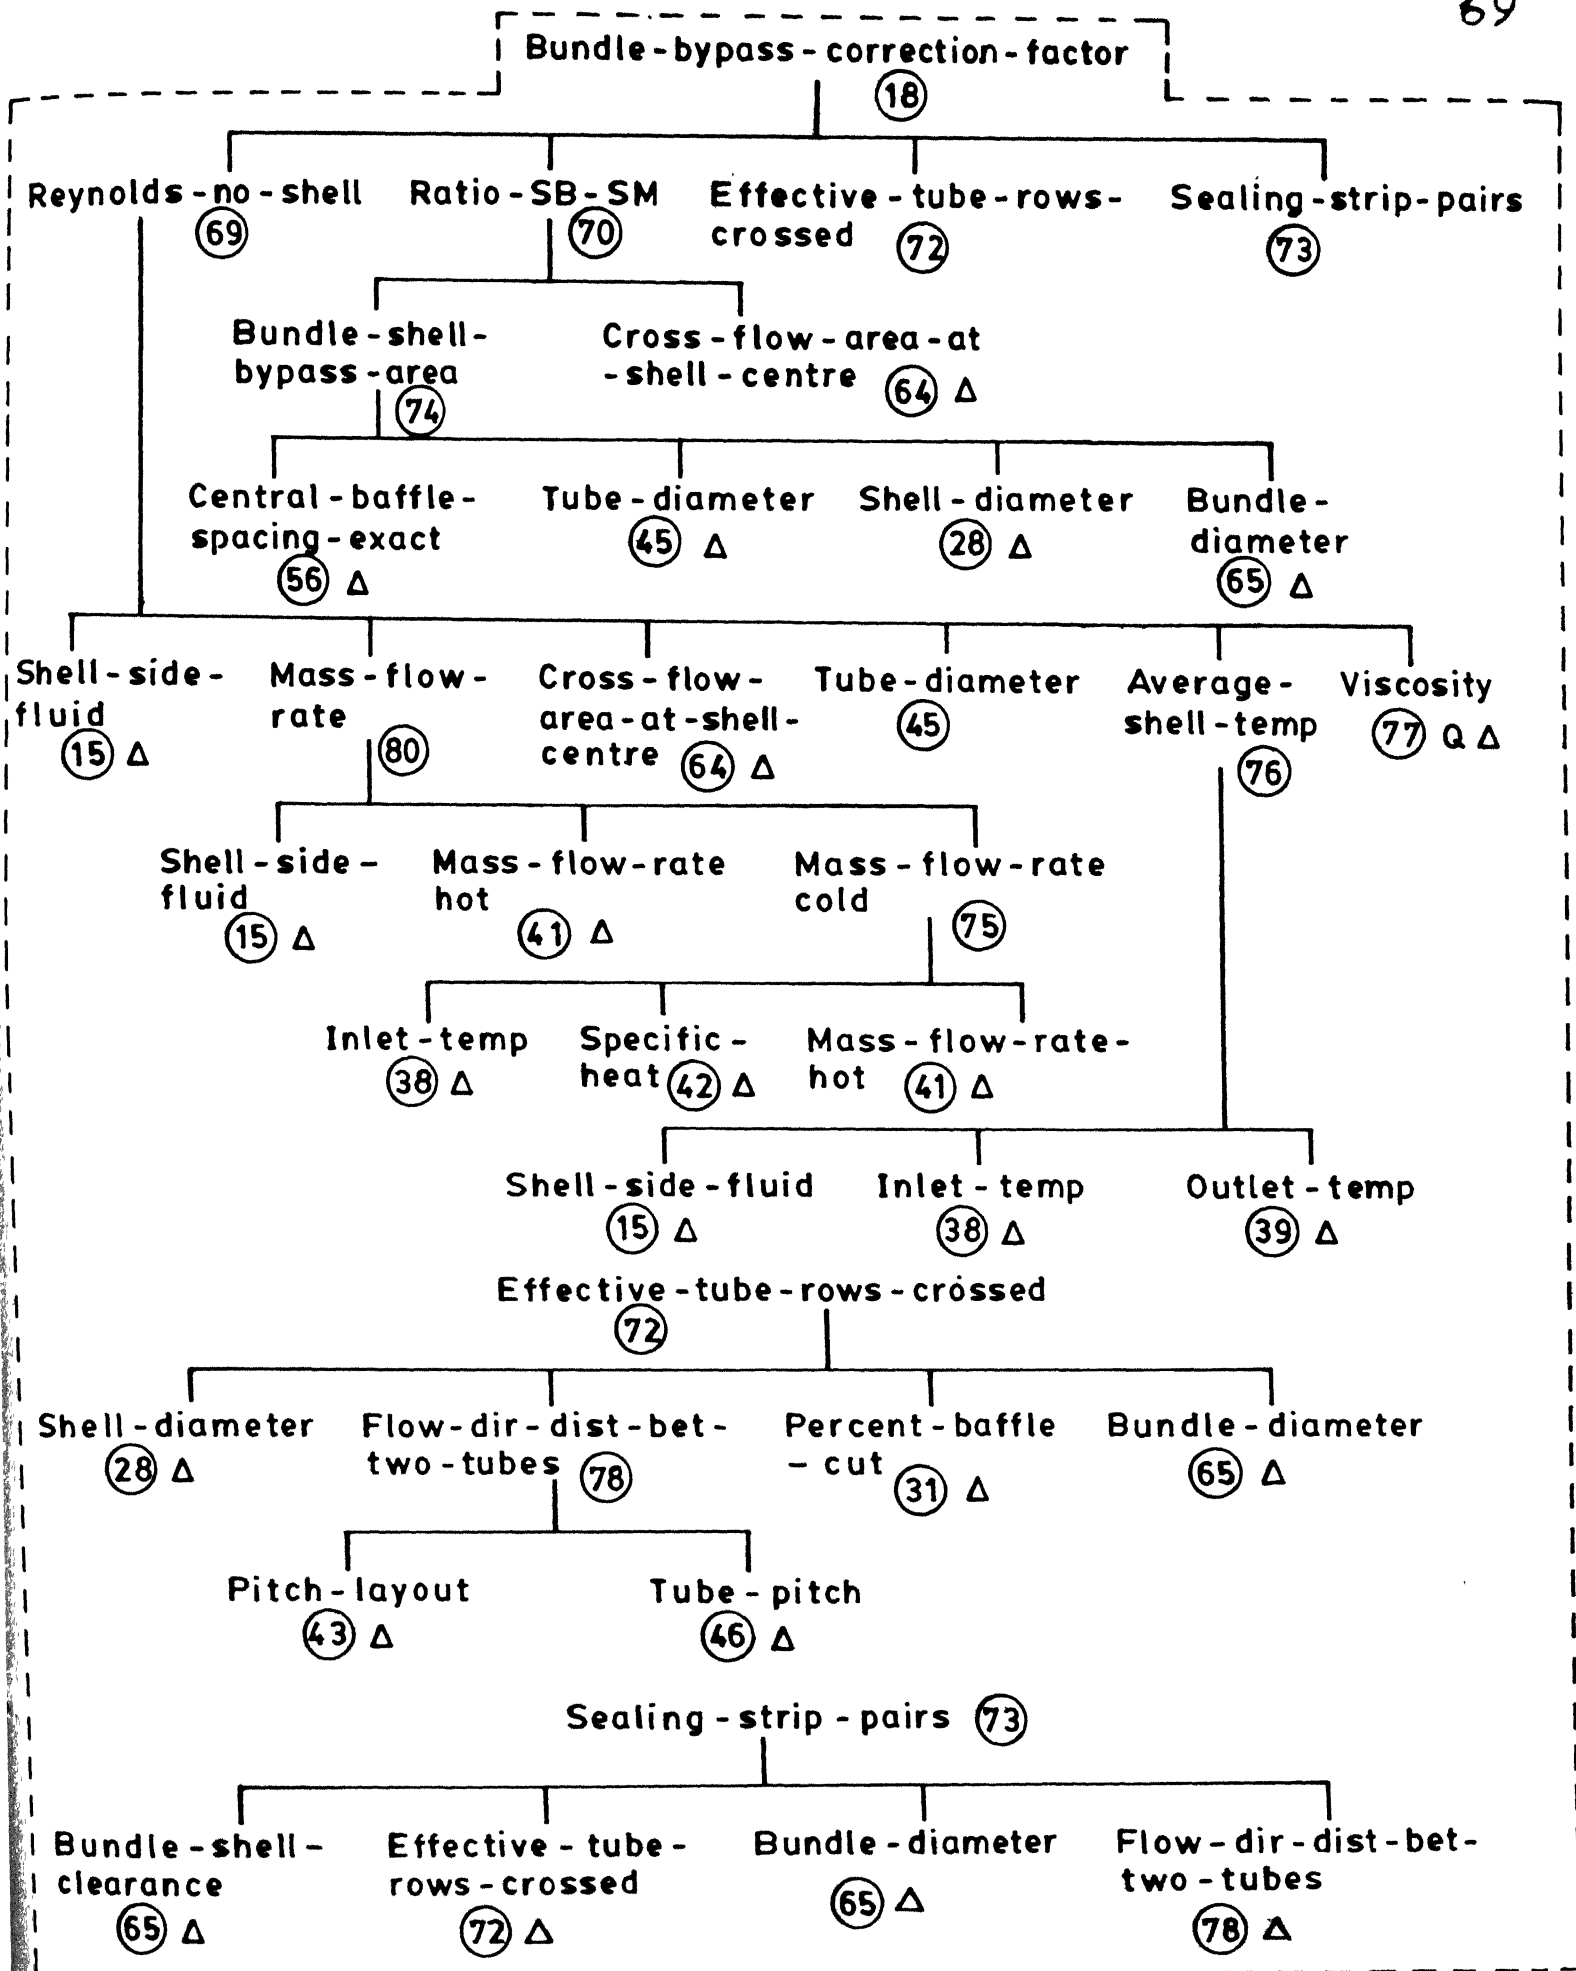 69
Bundle-bypass-correction-factor
18
Reynolds-no-shell Ratio-SB-SM Effective-tube-rows- Sealing-strip-pairs
crossed
69 70 72 73
Bundle-shell- Cross-flow-area-at
bypass-area -shell-centre
74 64 Δ
Central-baffle- Tube-diameter Shell-diameter Bundle-
spacing-exact 45 Δ 28 Δ diameter
56 Δ 65 Δ
Shell-side- Mass-flow- Cross-flow- Tube-diameter Average- Viscosity
fluid rate area-at-shell- 45 shell-temp 77 Q Δ
15 Δ 80 centre 64 Δ 76
Shell-side- Mass-flow-rate Mass-flow-rate
fluid hot cold
15 Δ 41 Δ 75
Inlet-temp Specific- Mass-flow-rate-
38 Δ heat 42 Δ hot 41 Δ
Shell-side-fluid Inlet-temp Outlet-temp
15 Δ 38 Δ 39 Δ
Effective-tube-rows-crossed
72
Shell-diameter Flow-dir-dist-bet- Percent-baffle Bundle-diameter
28 Δ two-tubes 78 -cut 31 Δ 65 Δ
Pitch-layout Tube-pitch
43 Δ 46 Δ
Sealing-strip-pairs 73
Bundle-shell- Effective-tube- Bundle-diameter Flow-dir-dist-bet-
clearance rows-crossed 65 Δ two-tubes
65 Δ 72 Δ 78 Δ